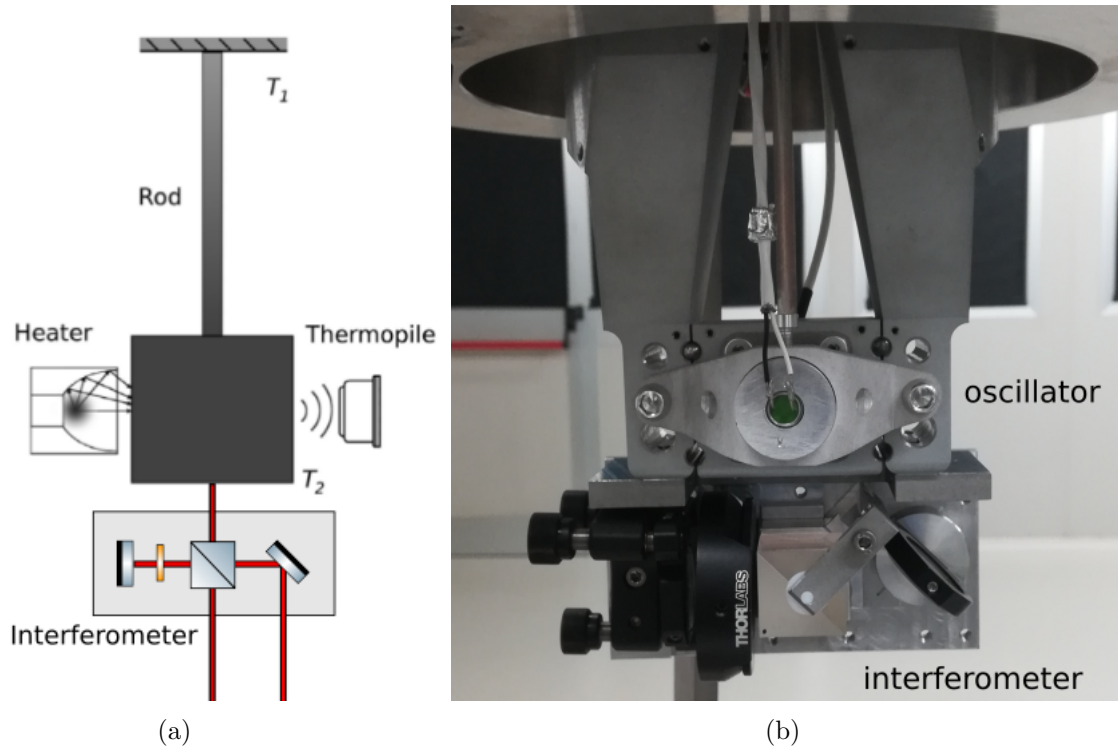 T1
Rod
Heater
Thermopile
T2
Interferometer
(a)
oscillator
THORLABS
interferometer
(b)